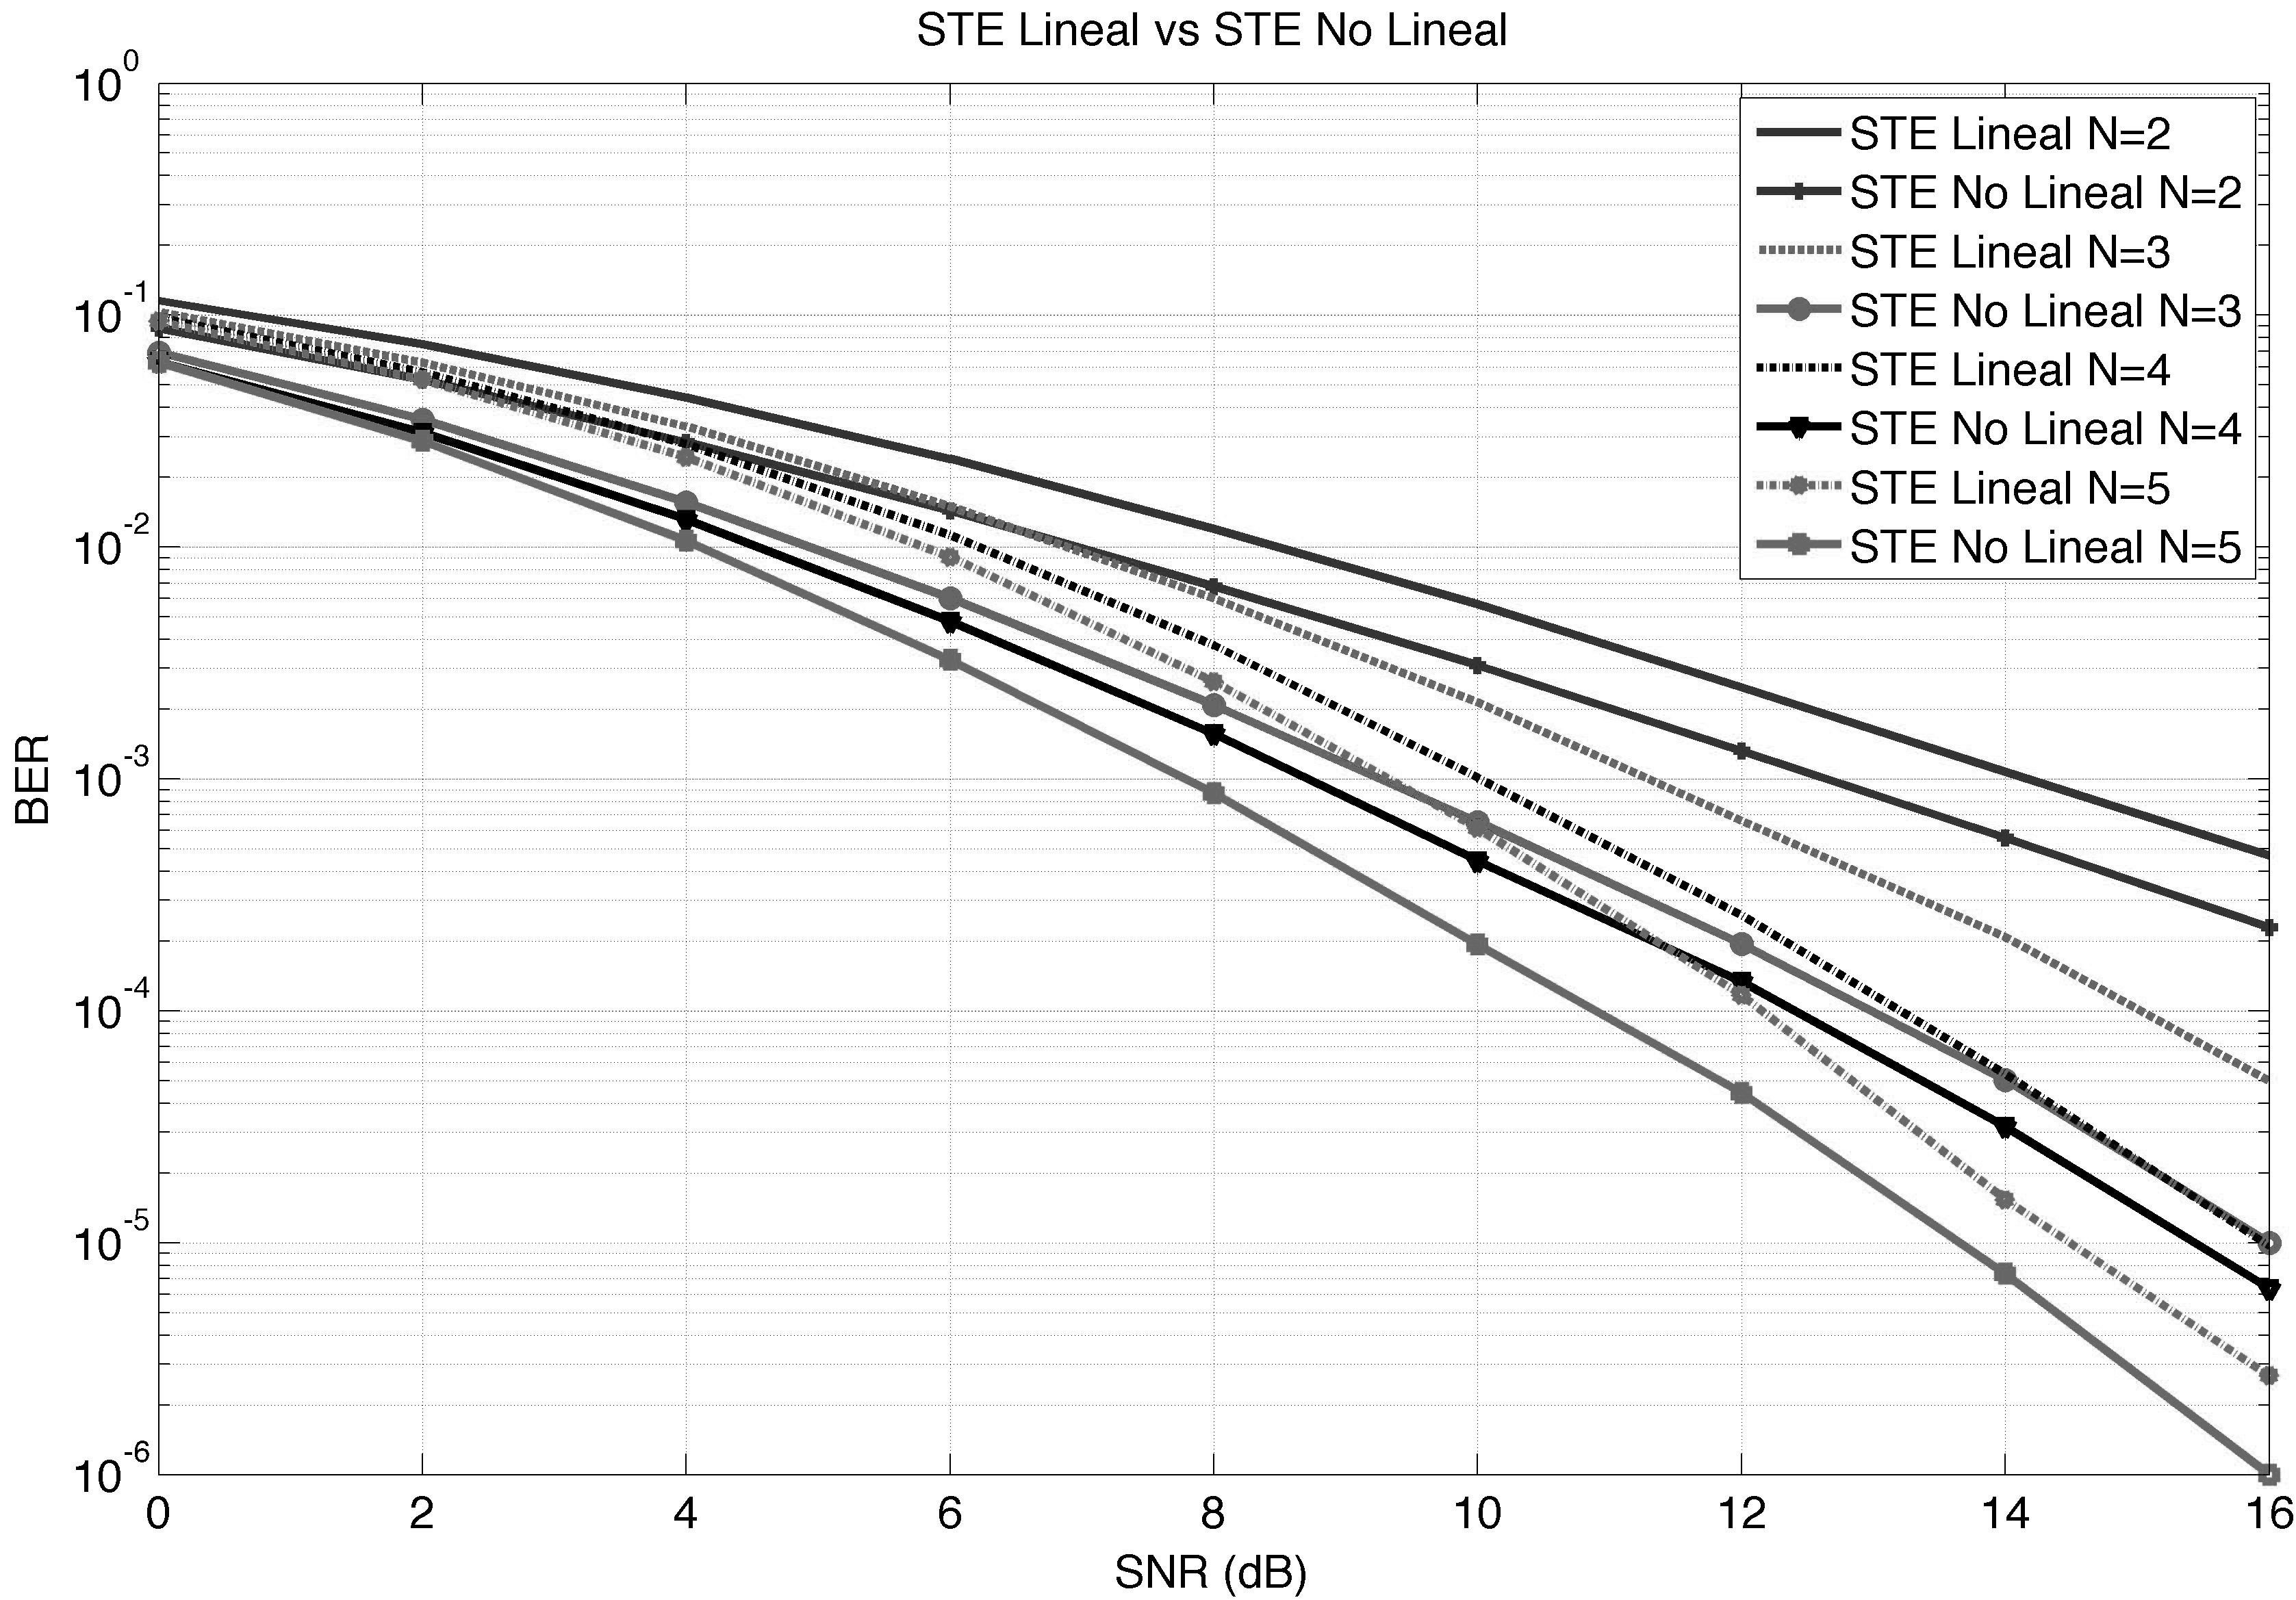 STE Lineal vs STE No Lineal
10^0
10^-1
10^-2
10^-3
10^-4
10^-5
10^-6
BER
STE Lineal N=2
STE No Lineal N=2
STE Lineal N=3
STE No Lineal N=3
STE Lineal N=4
STE No Lineal N=4
STE Lineal N=5
STE No Lineal N=5
0 2 4 6 8 10 12 14 16
SNR (dB)